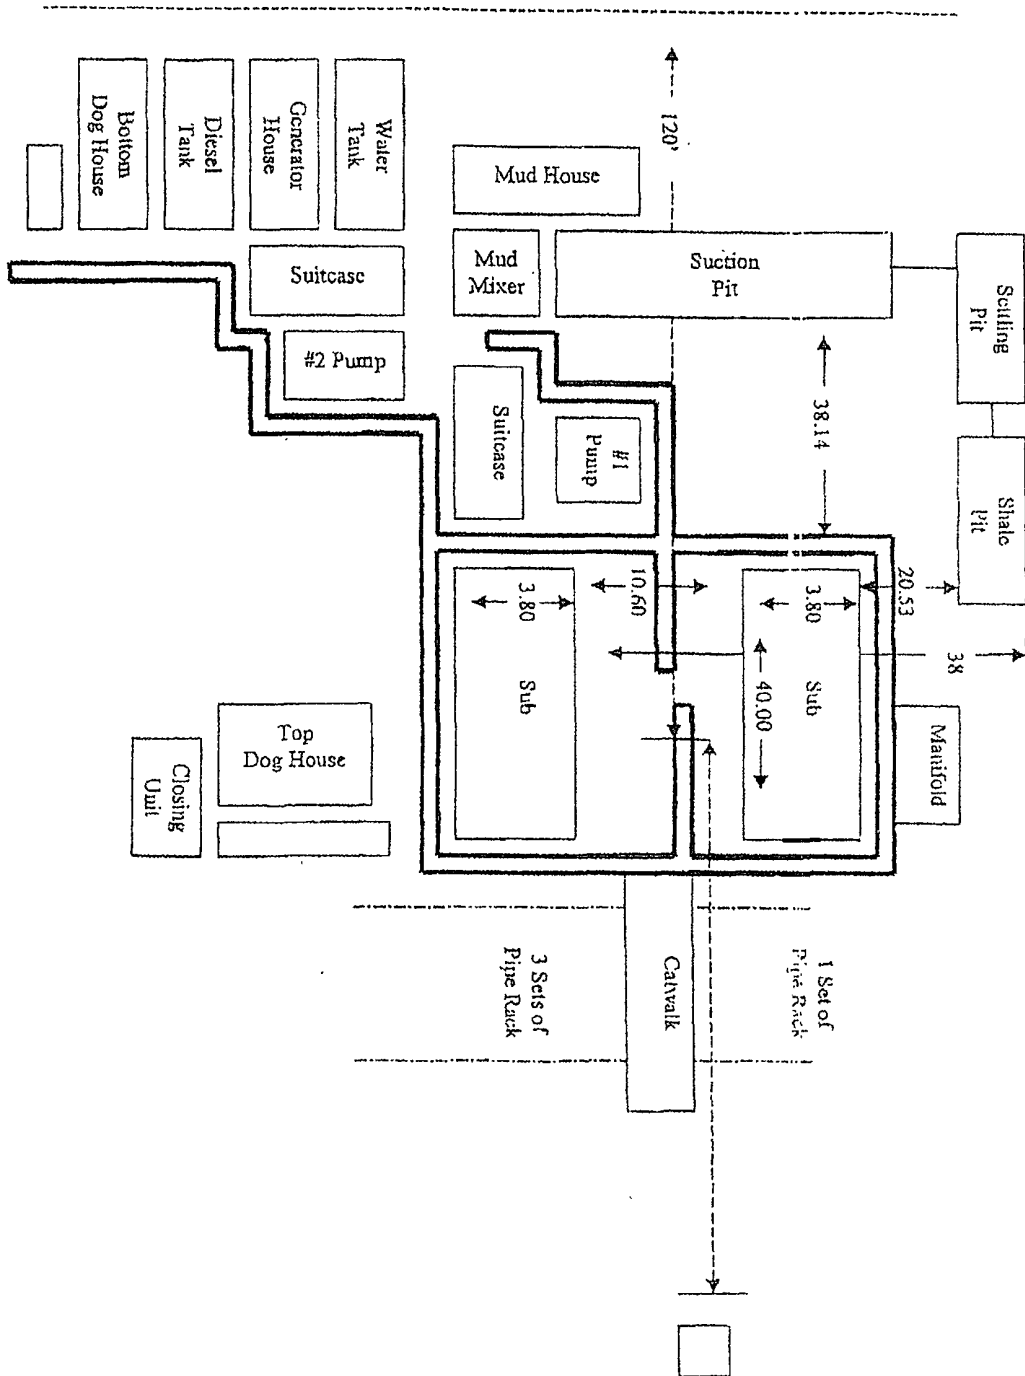 120'
Water
Tank
Generator
House
Diesel
Tank
Bottom
Dog House
Mud House
Suitcase
Mud
Mixer
Suction
Pit
Settling
Pit
#2 Pump
38.14
Suitcase
#1
Pump
Shale
Pit
3.80
10.60
3.80
20.53
38
40.00
Sub
Sub
Manifold
Top
Dog House
Closing
Unit
Catwalk
3 Sets of
Pipe Rack
1 Set of
Pipe Rack